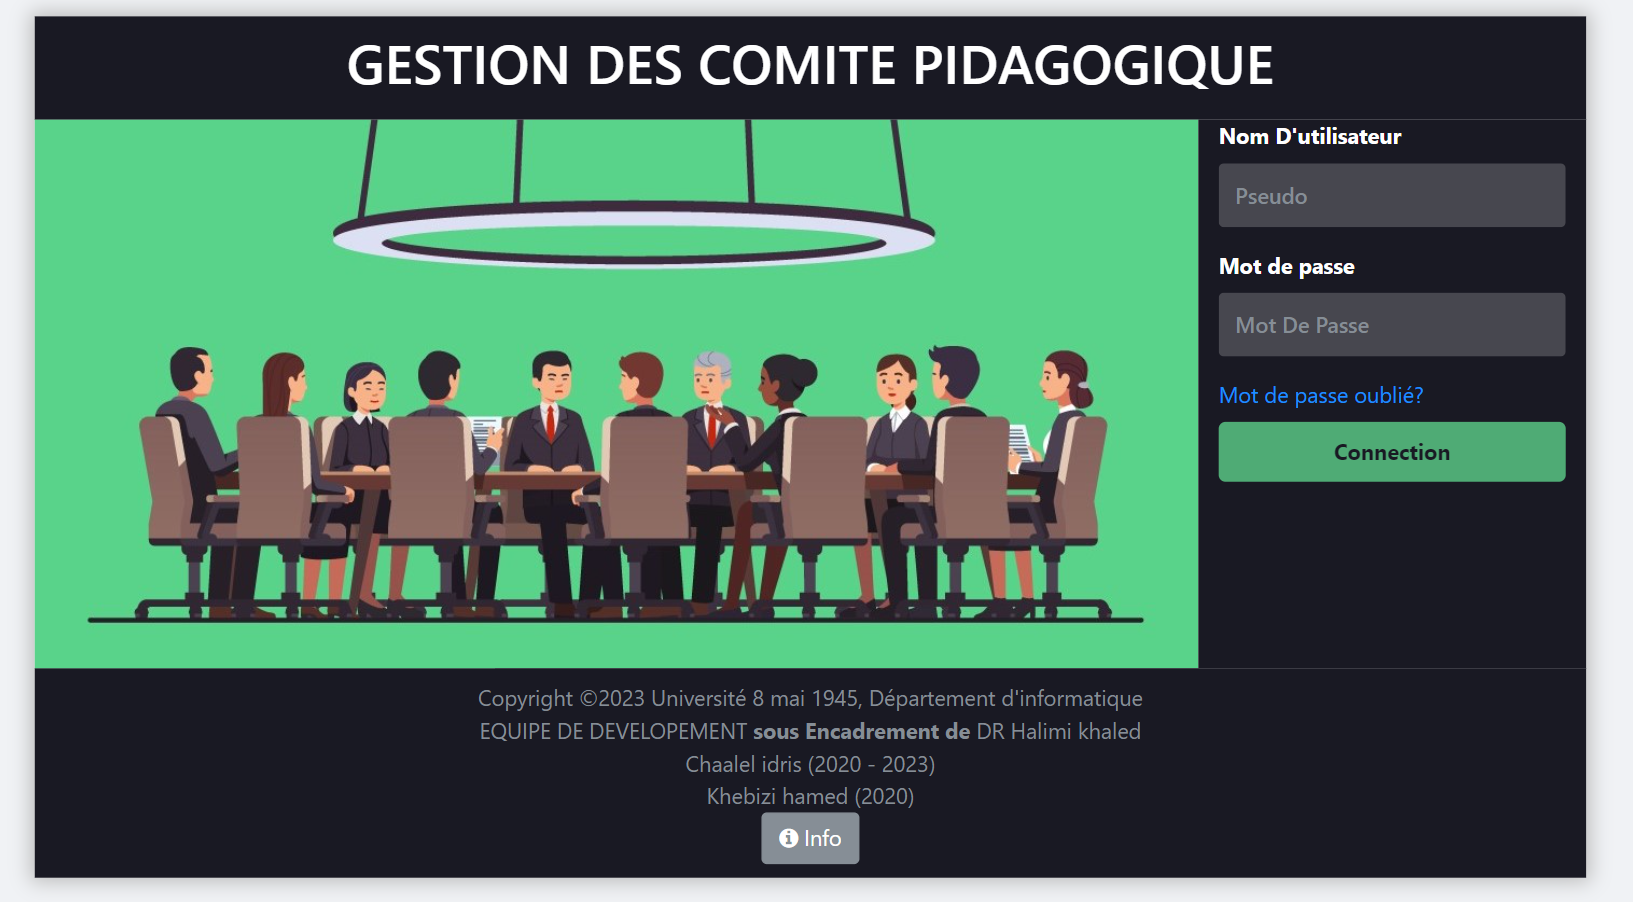 GESTION DES COMITE PIDAGOGIQUE
Nom D'utilisateur
Pseudo
Mot de passe
Mot De Passe
Mot de passe oublié?
Connection
Copyright ©2023 Université 8 mai 1945, Département d'informatique
EQUIPE DE DEVELOPEMENT sous Encadrement de DR Halimi khaled
Chaalel idris (2020 - 2023)
Khebizi hamed (2020)
Info